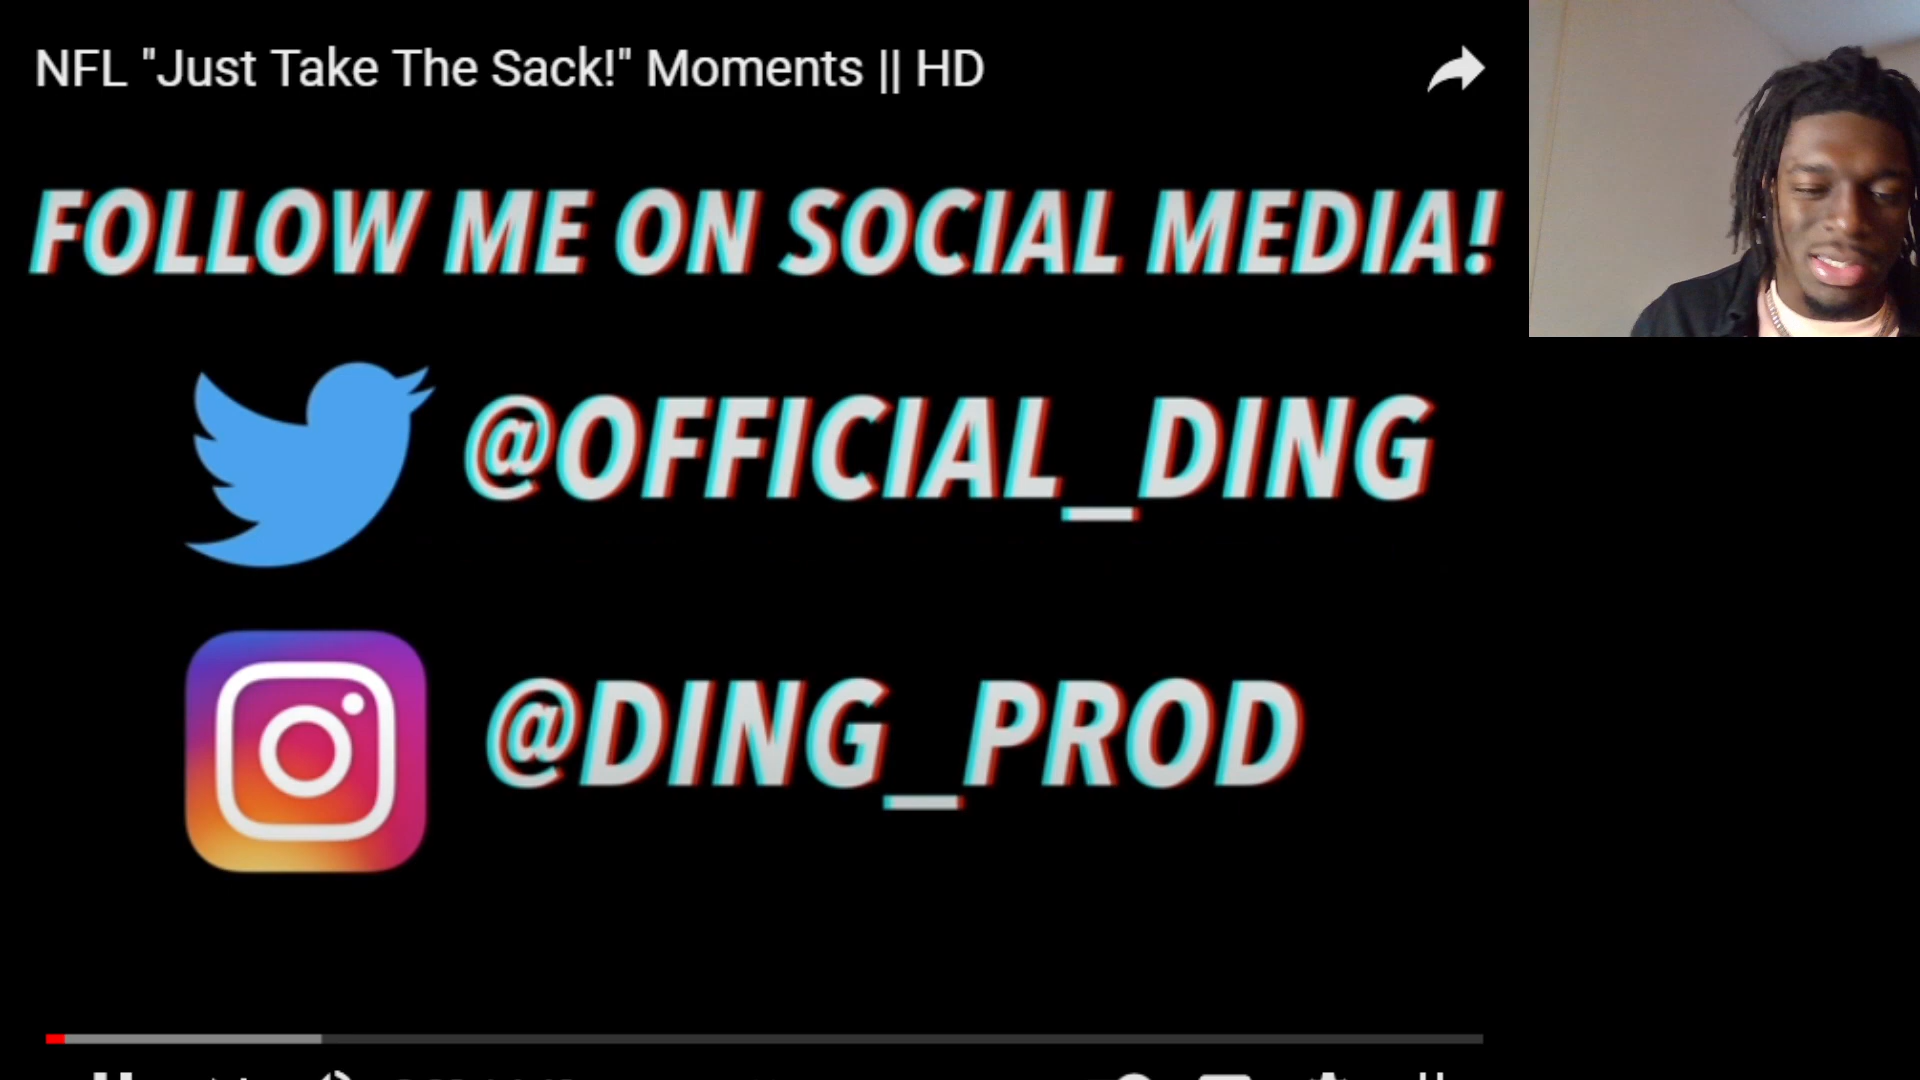 NFL "Just Take The Sack!" Moments || HD
FOLLOW ME ON SOCIAL MEDIA!
@OFFICIAL_DING
@DING_PROD